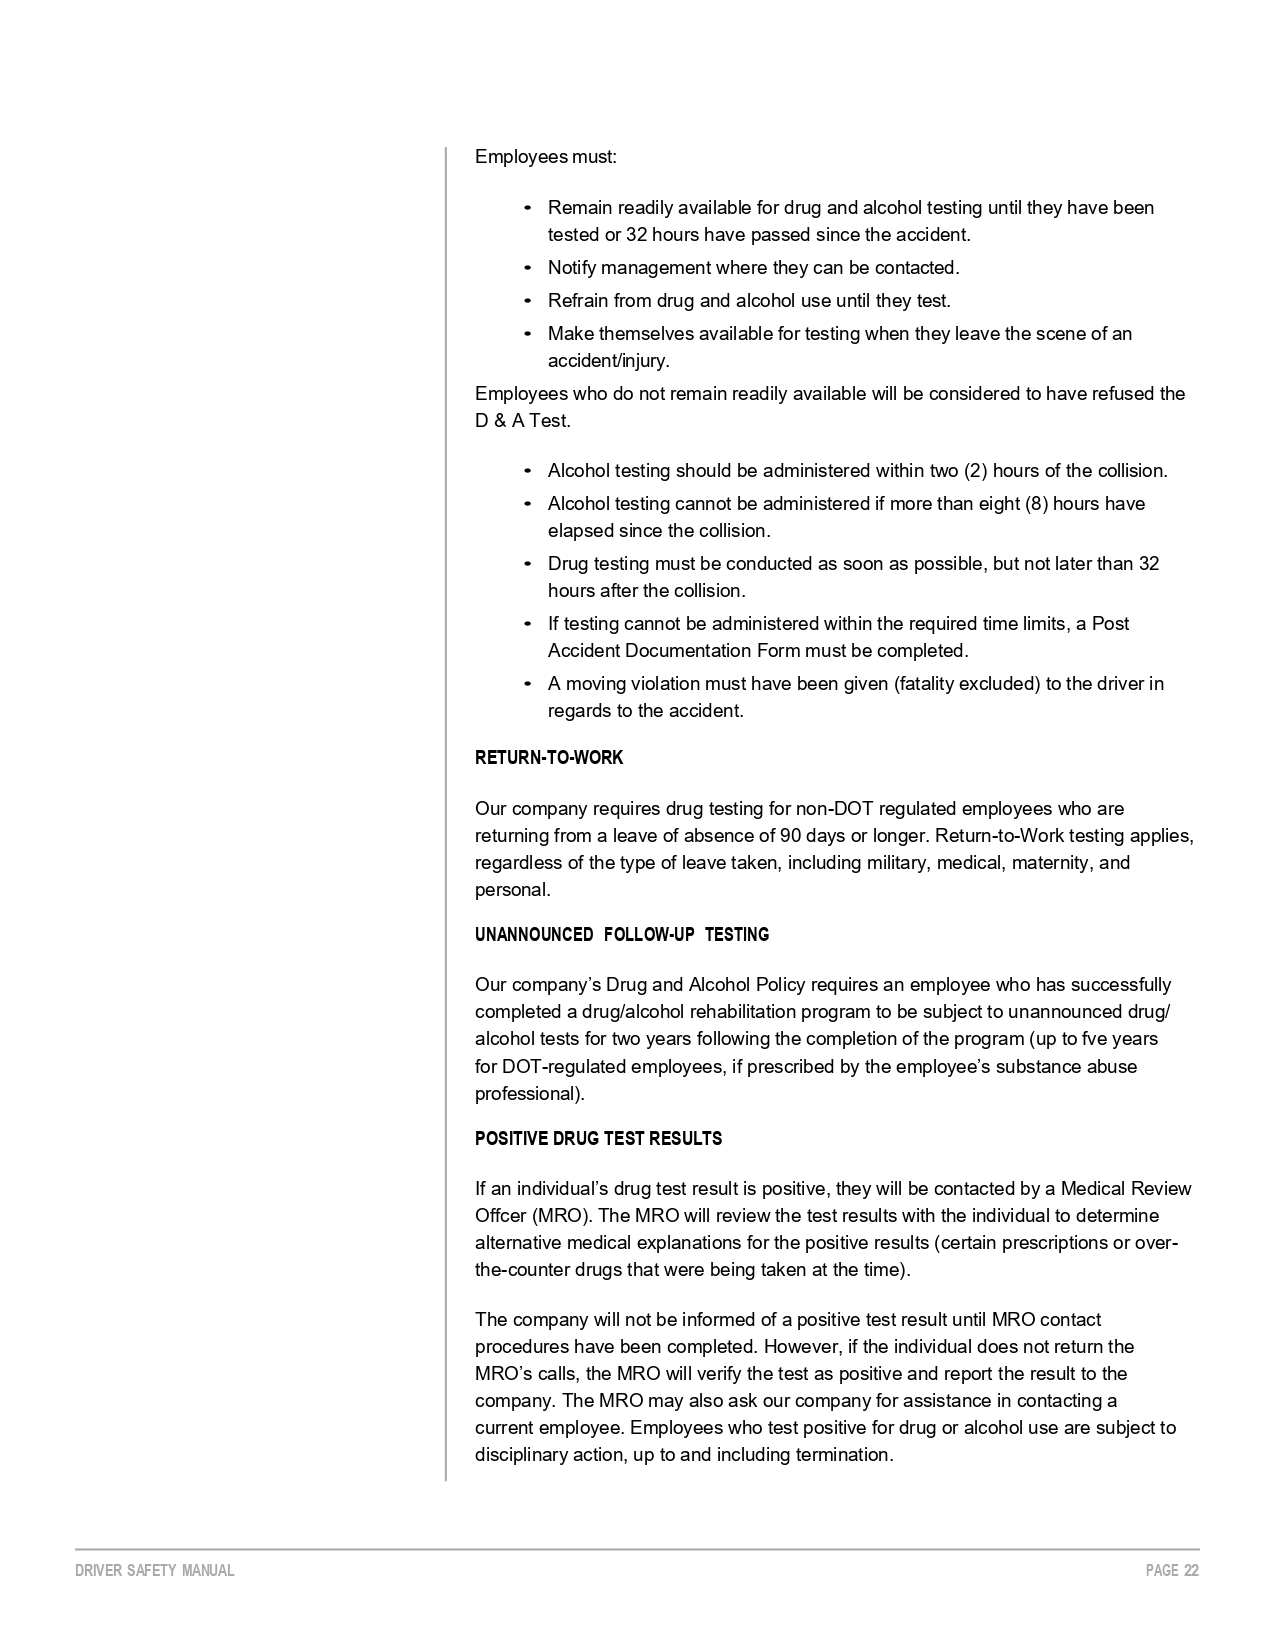 Employees must:
• Remain readily available for drug and alcohol testing until they have been
tested or 32 hours have passed since the accident.
• Notify management where they can be contacted.
• Refrain from drug and alcohol use until they test.
• Make themselves available for testing when they leave the scene of an
accident/injury.
Employees who do not remain readily available will be considered to have refused the
D & A Test.
• Alcohol testing should be administered within two (2) hours of the collision.
• Alcohol testing cannot be administered if more than eight (8) hours have
elapsed since the collision.
• Drug testing must be conducted as soon as possible, but not later than 32
hours after the collision.
• If testing cannot be administered within the required time limits, a Post
Accident Documentation Form must be completed.
• A moving violation must have been given (fatality excluded) to the driver in
regards to the accident.
RETURN-TO-WORK
Our company requires drug testing for non-DOT regulated employees who are
returning from a leave of absence of 90 days or longer. Return-to-Work testing applies,
regardless of the type of leave taken, including military, medical, maternity, and
personal.
UNANNOUNCED FOLLOW-UP TESTING
Our company’s Drug and Alcohol Policy requires an employee who has successfully
completed a drug/alcohol rehabilitation program to be subject to unannounced drug/
alcohol tests for two years following the completion of the program (up to fve years
for DOT-regulated employees, if prescribed by the employee’s substance abuse
professional).
POSITIVE DRUG TEST RESULTS
If an individual’s drug test result is positive, they will be contacted by a Medical Review
Offcer (MRO). The MRO will review the test results with the individual to determine
alternative medical explanations for the positive results (certain prescriptions or over-
the-counter drugs that were being taken at the time).
The company will not be informed of a positive test result until MRO contact
procedures have been completed. However, if the individual does not return the
MRO’s calls, the MRO will verify the test as positive and report the result to the
company. The MRO may also ask our company for assistance in contacting a
current employee. Employees who test positive for drug or alcohol use are subject to
disciplinary action, up to and including termination.
DRIVER SAFETY MANUAL
PAGE 22